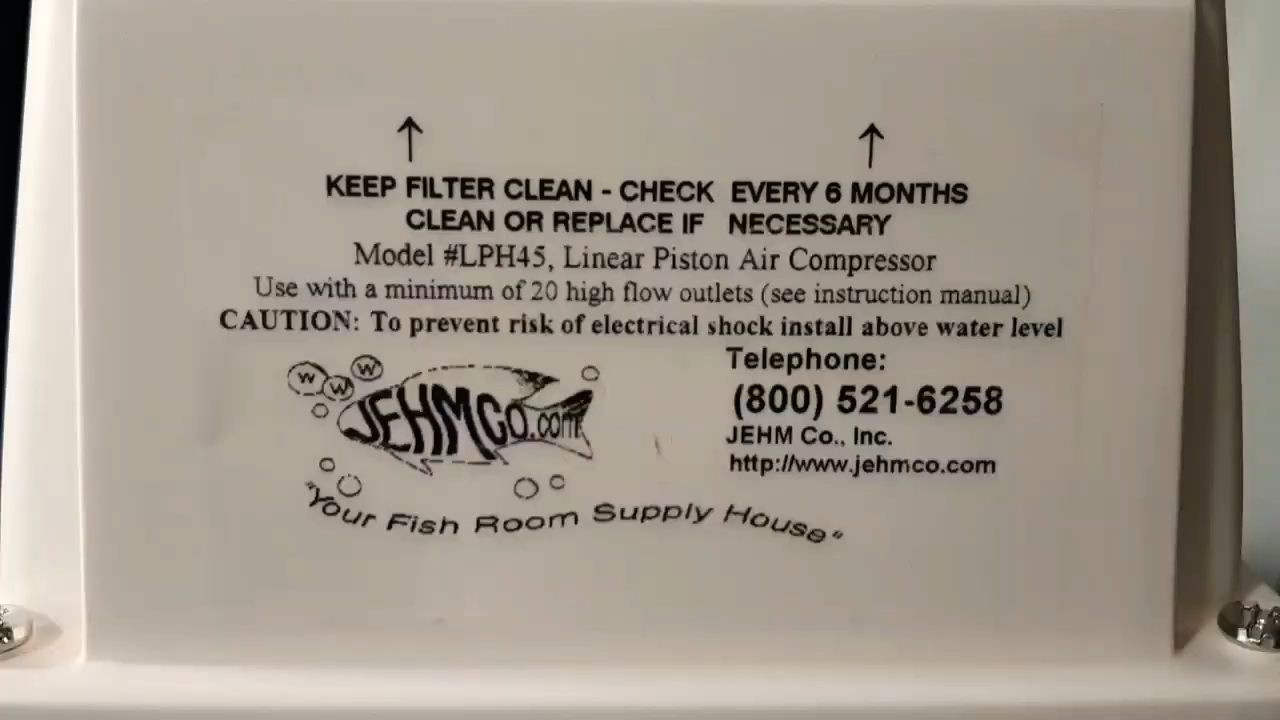 KEEP FILTER CLEAN - CHECK EVERY 6 MONTHS
CLEAN OR REPLACE IF NECESSARY
Model #LPH45, Linear Piston Air Compressor
Use with a minimum of 20 high flow outlets (see instruction manual)
CAUTION: To prevent risk of electrical shock install above water level
W W W
JEHMCO.com
"Your Fish Room Supply House"
Telephone:
(800) 521-6258
JEHM Co., Inc.
http://www.jehmco.com